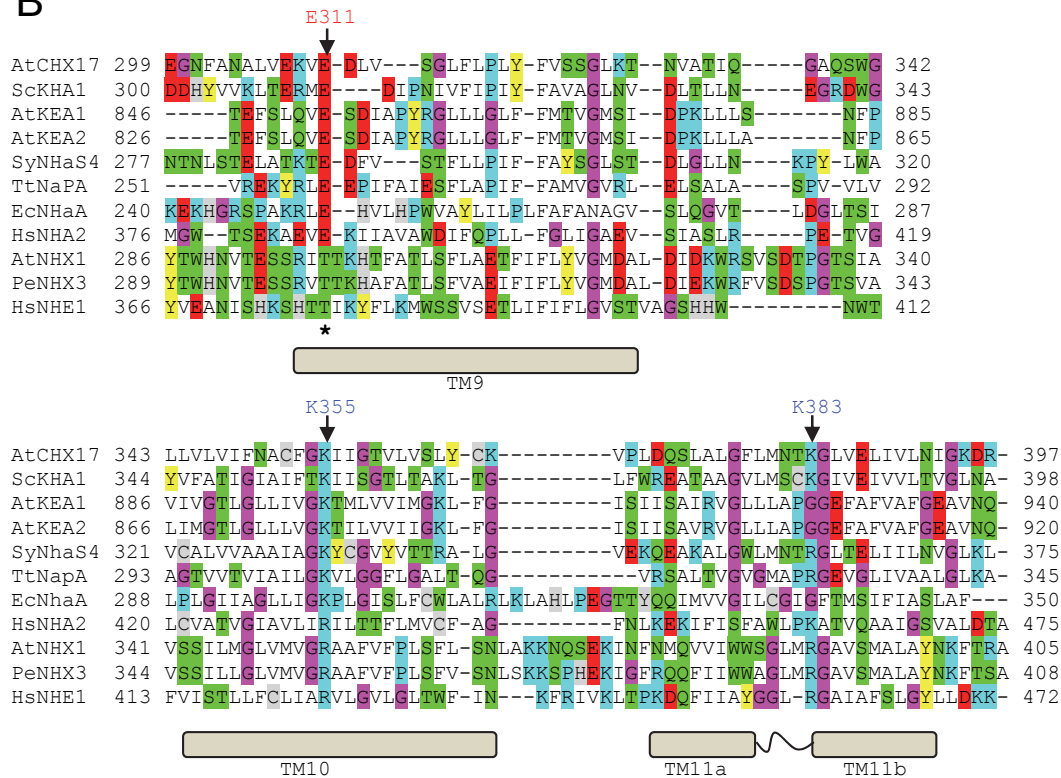 B
E311
AtCHX17 299 EGNFANALVEKVE-DLV---SGLFLPLY-FVSSGLKT--NVATIQ-----GAQSWG 342
ScKHA1 300 DDHYVVKLTERME----DIPNIVFIPIY-FAVAGLNV--DLTLLN-----EGRDWG 343
AtKEA1 846 -----TEFSLQVE-SDIAPYRGLLLGLF-FMTVGMSI--DPKLLLS-------NFP 885
AtKEA2 826 -----TEFSLQVE-SDIAPYRGLLLGLF-FMTVGMSI--DPKLLLA-------NFP 865
SyNHaS4 277 NTNLSTELATKTE-DFV---STFLLPIF-FAYSGLST--DLGLLN----KPY-LWA 320
TtNaPA 251 -----VREKYRLE-EPIFAIESFLAPIF-FAMVGVRL--ELSALA----SPV-VLV 292
EcNHaA 240 KEKHGRSPAKRLE--HVLHPWVAYLILPLFAFANAGV--SLQGVT----LDGLTSI 287
HsNHA2 376 MGW--TSEKAEVE-KIIAVAWDIFQPLL-FGLIGAEV--SIASLR-----PE-TVG 419
AtNHX1 286 YTWHNVTESSRITTKHTFATLSFLAETFIFLYVGMDAL-DIDKWRSVSDTPGTSIA 340
PeNHX3 289 YTWHNVTESSRVTTKHAFATLSFVAEIFIFLYVGMDAL-DIEKWRFVSDSPGTSVA 343
HsNHE1 366 YVEANISHKSHTTIKYFLKMWSSVSETLIFIFLGVSTVAGSHHW---------NWT 412
*
TM9
K355 K383
AtCHX17 343 LLVLVIFNACFGKIIGTVLVSLY-CK---------VPLDQSLALGFLMNTKGLVELIVLNIGKDR- 397
ScKHA1 344 YVFATIGIAIFTKIISGTLTAKL-TG---------LFWREATAAGVLMSCKGIVEIVVLTVGLNA- 398
AtKEA1 886 VIVGTLGLLIVGKTMLVVIMGKL-FG---------ISIISAIRVGLLLAPGGEFAFVAFGEAVNQ- 940
AtKEA2 866 LIMGTLGLLLVGKTILVVIIGKL-FG---------ISIISAVRVGLLLAPGGEFAFVAFGEAVNQ- 920
SyNhaS4 321 VCALVVAAAIAGKYCGVYVTTRA-LG---------VEKQEAKALGWLMNTRGLTELIILNVGLKL- 375
TtNapA 293 AGTVVTVIAILGKVLGGFLGALT-QG-----------VRSALTVGVGMAPRGEVGLIVAALGLKA- 345
EcNhaA 288 LPLGLIAGLLIGKPLGISLFCWLALRLKLAHLPEGTTYQQIMVVGILCGIGFTMSIFIASLAF--- 350
HsNHA2 420 LCVATVGIAVLIRILTTFLMVCF-AG---------FNLKEKIFISFAWLPKATVQAAIGSVALDTA 475
AtNHX1 341 VSSILMGLVMVGRAAFVFPLSFL-SNLAKKNQSEKINFNMQVVIWWSGLMRGAVSMALAYNKFTRA 405
PeNHX3 344 VSSILLGLVMVGRAAFVFPLSFV-SNLSKKSPHEKIGFRQQFIIWWAGLMRGAVSMALAYNKFTSA 408
HsNHE1 413 FVISTLLFCLIARVLGVLGLTWF-IN---KFRIVKLTPKDQFIIAYGGL-RGAIAFSLGYLLDKK- 472
TM10 TM11a TM11b